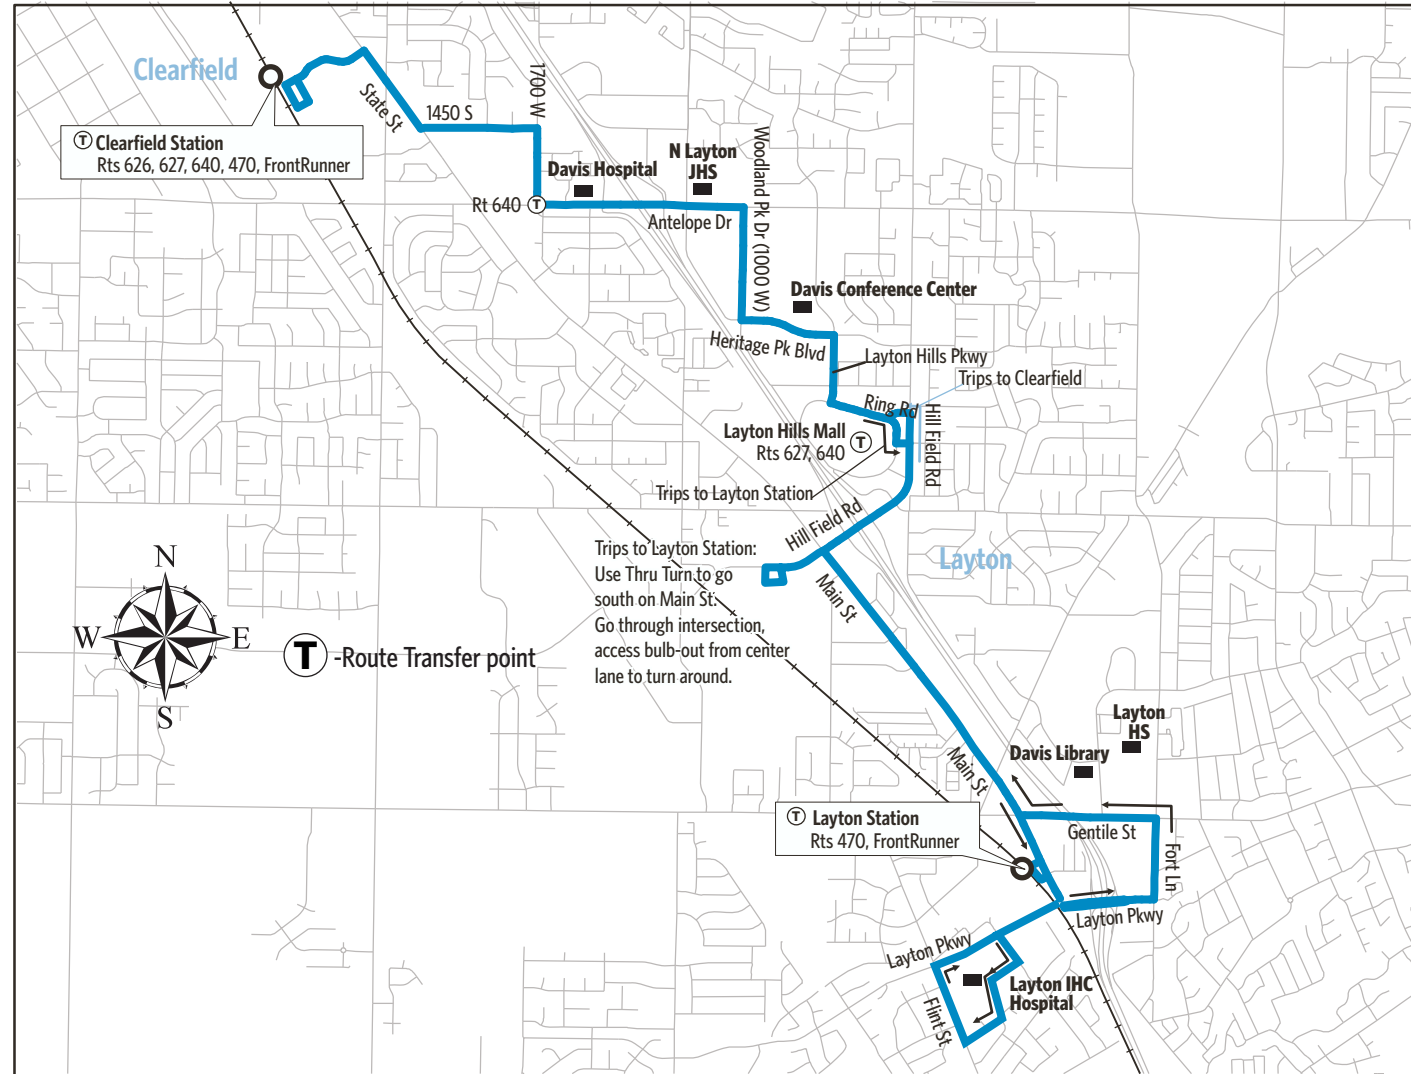 Clearfield
1700 W
State St
1450 S
Ⓣ Clearfield Station
Rts 626, 627, 640, 470, FrontRunner
Woodland Pk Dr (1000 W)
N Layton
JHS
Davis Hospital
Rt 640 Ⓣ
Antelope Dr
Davis Conference Center
Heritage Pk Blvd
Layton Hills Pkwy
Trips to Clearfield
Ring Rd
Hill Field Rd
Layton Hills Mall
Rts 627, 640 Ⓣ
Trips to Layton Station
Hill Field Rd
Trips to Layton Station:
Use Thru Turn to go
south on Main St.
Go through intersection,
access bulb-out from center
lane to turn around.
Layton
Main St
N
W E
S
T -Route Transfer point
Layton
HS
Davis Library
Main St
Ⓣ Layton Station
Rts 470, FrontRunner
Gentile St
Fort Ln
Layton Pkwy
Layton Pkwy
Layton IHC
Hospital
Flint St